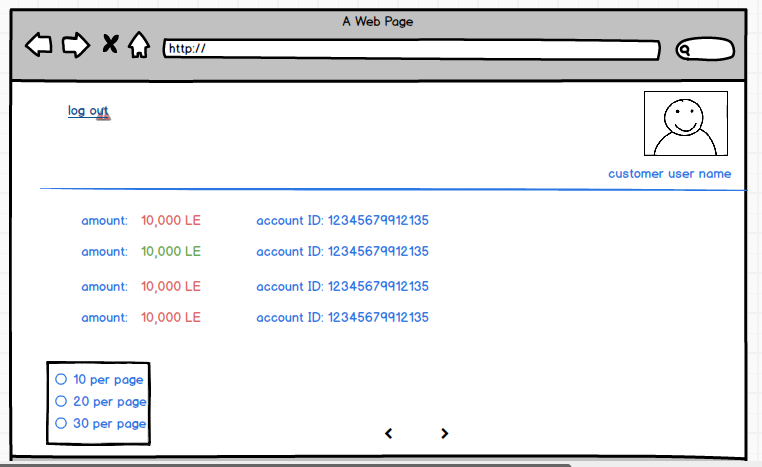 A Web Page
http://
log out
customer user name
amount: 10,000 LE account ID: 12345679912135
amount: 10,000 LE account ID: 12345679912135
amount: 10,000 LE account ID: 12345679912135
amount: 10,000 LE account ID: 12345679912135
10 per page
20 per page
30 per page